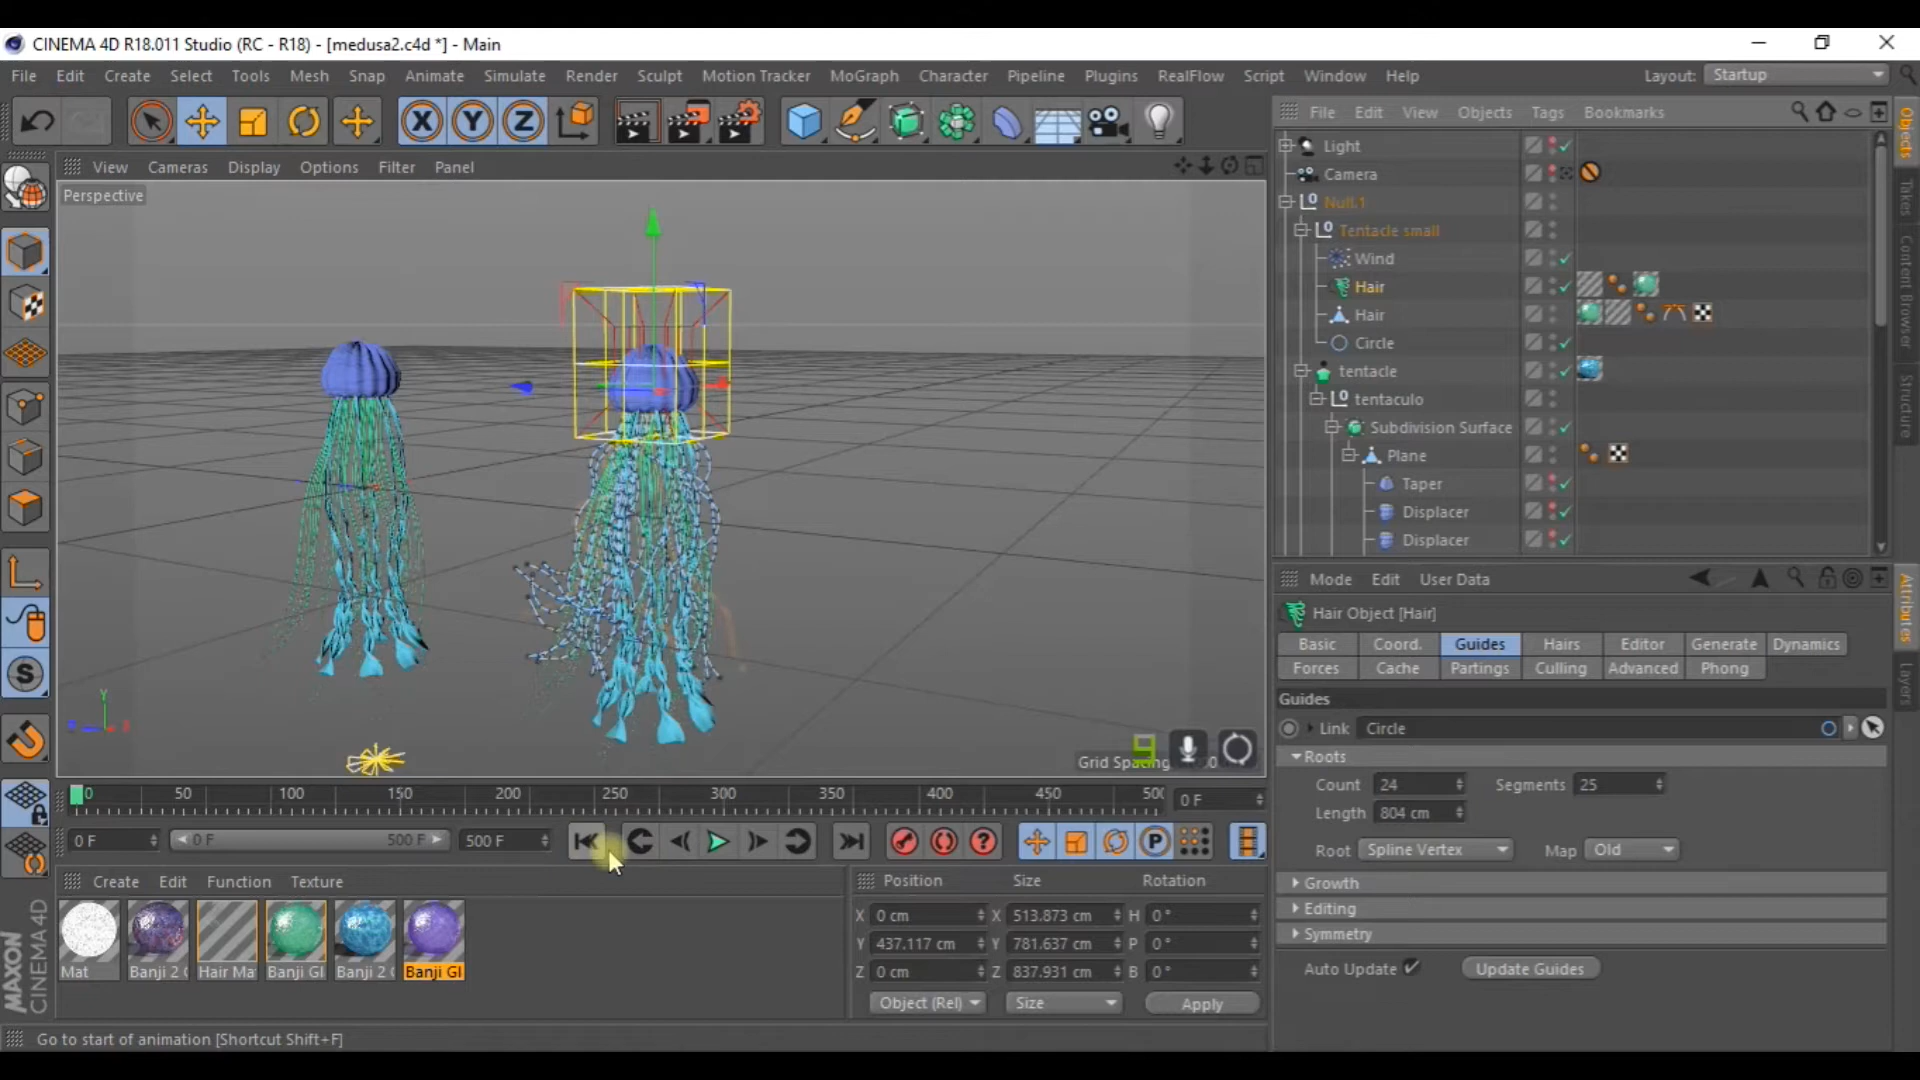 CINEMA 4D R18.011 Studio (RC - R18) - [medusa2.c4d *] - Main
File Edit Create Select Tools Mesh Snap Animate Simulate Render Sculpt Motion Tracker MoGraph Character Pipeline Plugins RealFlow Script Window Help Layout: Startup
X Y Z
File Edit View Objects Tags Bookmarks
View Cameras Display Options Filter Panel
Perspective
Light
Camera
Null.1
Tentacle small
Wind
Hair
Hair
Circle
tentacle
tentaculo
Subdivision Surface
Plane
Taper
Displacer
Displacer
Objects
Takes
Content Browser
Structure
Mode Edit User Data
Hair Object [Hair]
Basic Coord. Guides Hairs Editor Generate Dynamics
Forces Cache Partings Culling Advanced Phong
Guides
Link Circle
Roots
Count 24 Segments 25
Length 804 cm
Root Spline Vertex Map Old
Growth
Editing
Symmetry
Auto Update Update Guides
Attributes
Layers
Y
Grid Spacing
0 50 100 150 200 250 300 350 400 450 500 0 F
0 F 0 F 500 F 500 F
Create Edit Function Texture
Mat Banji 2 Hair Ma Banji Gl Banji 2 Banji Gl
Position Size Rotation
X 0 cm X 513.873 cm H 0 °
Y 437.117 cm Y 781.637 cm P 0 °
Z 0 cm Z 837.931 cm B 0 °
Object (Rel) Size Apply
MAXON
CINEMA 4D
Go to start of animation [Shortcut Shift+F]